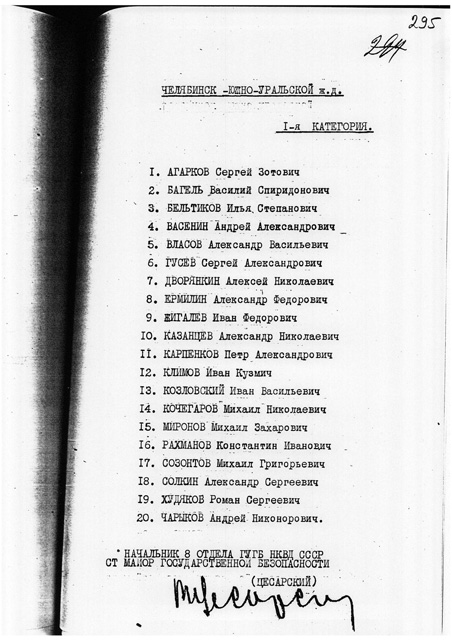 295
ЧЕЛЯБИНСК -ЮЖНО-УРАЛЬСКОЙ ж.д.
I-я КАТЕГОРИЯ.
I. АГАРКОВ Сергей Зотович
2. БАГЕЛЬ Василий Спиридонович
3. БЕЛЬТИКОВ Илья Степанович
4. ВАСЕНИН Андрей Александрович
5. ВЛАСОВ Александр Васильевич
6. ГУСЕВ Сергей Александрович
7. ДВОРЯНКИН Алексей Николаевич
8. ЕРМИЛИН Александр Федорович
9. ЖИГАЛЕВ Иван Федорович
IO. КАЗАНЦЕВ Александр Николаевич
II. КАРПЕНКОВ Петр Александрович
I2. КЛИМОВ Иван Кузмич
I3. КОЗЛОВСКИЙ Иван Васильевич
I4. КОЧЕГАРОВ Михаил Николаевич
I5. МИРОНОВ Михаил Захарович
I6. РАХМАНОВ Константин Иванович
I7. СОЗОНТОВ Михаил Григорьевич
I8. СОЛКИН Александр Сергеевич
I9. ХУДЯКОВ Роман Сергеевич
20. ЧАРЫКОВ Андрей Никонорович.
НАЧАЛЬНИК 8 ОТДЕЛА ГУГБ НКВД СССР
СТ МАЙОР ГОСУДАРСТВЕННОЙ БЕЗОПАСНОСТИ
(ЦЕСАРСКИЙ)